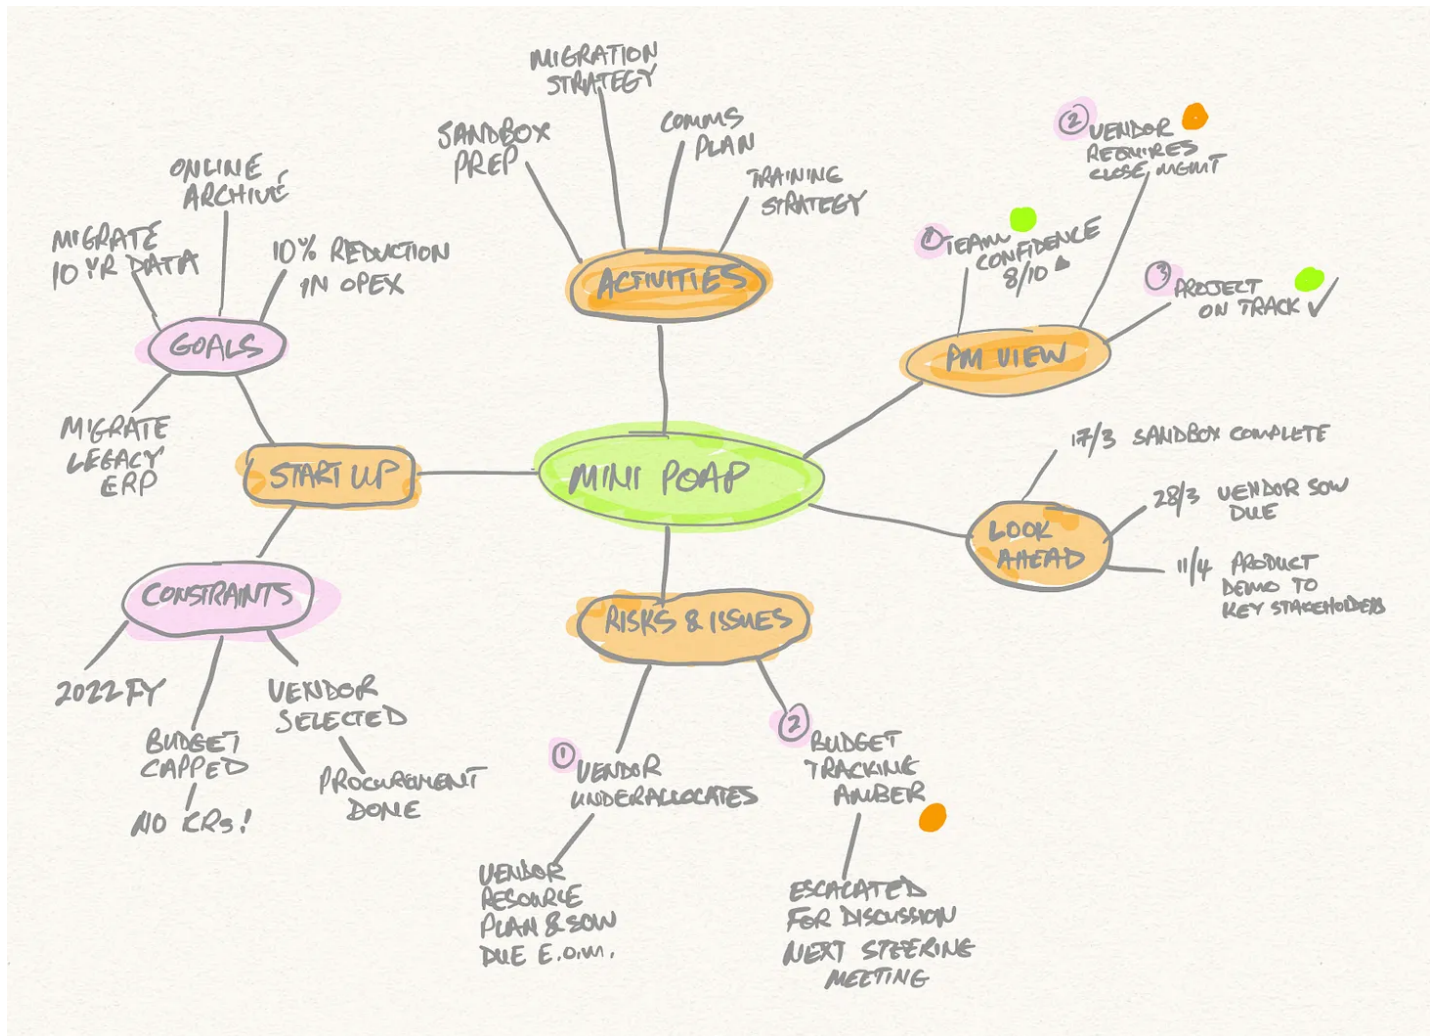 MIGRATION
STRATEGY
SANDBOX
PREP
COMMS
PLAN
TRAINING
STRATEGY
ACTIVITIES
ONLINE
ARCHIVE
MIGRATE
10 YR DATA
10% REDUCTION
IN OPEX
GOALS
MIGRATE
LEGACY
ERP
START UP
MINI POAP
② VENDOR
REQUIRES
CLOSE MGMT
① TEAM
CONFIDENCE
8/10
③ PROJECT
ON TRACK ✓
PM VIEW
17/3 SANDBOX COMPLETE
28/3 VENDOR SOW
DUE
11/4 PRODUCT
DEMO TO
KEY STAKEHOLDERS
LOOK
AHEAD
CONSTRAINTS
2022 FY
BUDGET
CAPPED
NO CRs!
VENDOR
SELECTED
PROCUREMENT
DONE
RISKS & ISSUES
① VENDOR
UNDERALLOCATES
VENDOR
RESOURCE
PLAN & SOW
DUE E.O.M.
② BUDGET
TRACKING
AMBER
ESCALATED
FOR DISCUSSION
NEXT STEERING
MEETING